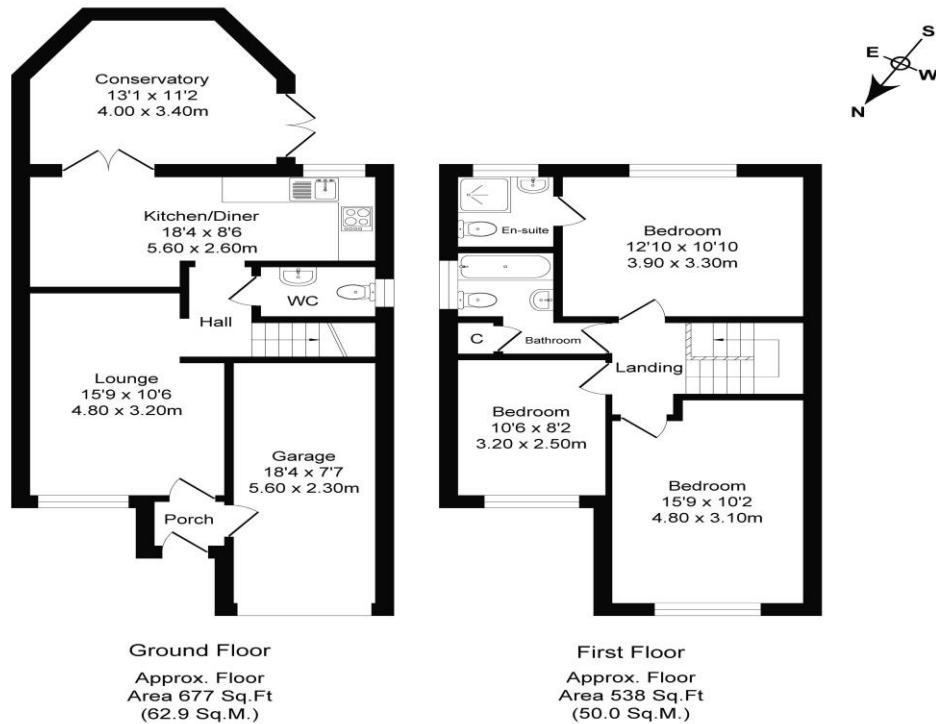 Conservatory
13'1 x 11'2
4.00 x 3.40m
Kitchen/Diner
18'4 x 8'6
5.60 x 2.60m
WC
Hall
Lounge
15'9 x 10'6
4.80 x 3.20m
Garage
18'4 x 7'7
5.60 x 2.30m
Porch
Ground Floor
Approx. Floor
Area 677 Sq.Ft
(62.9 Sq.M.)
S
E
W
N
En-suite
Bedroom
12'10 x 10'10
3.90 x 3.30m
C
Bathroom
Landing
Bedroom
10'6 x 8'2
3.20 x 2.50m
Bedroom
15'9 x 10'2
4.80 x 3.10m
First Floor
Approx. Floor
Area 538 Sq.Ft
(50.0 Sq.M.)